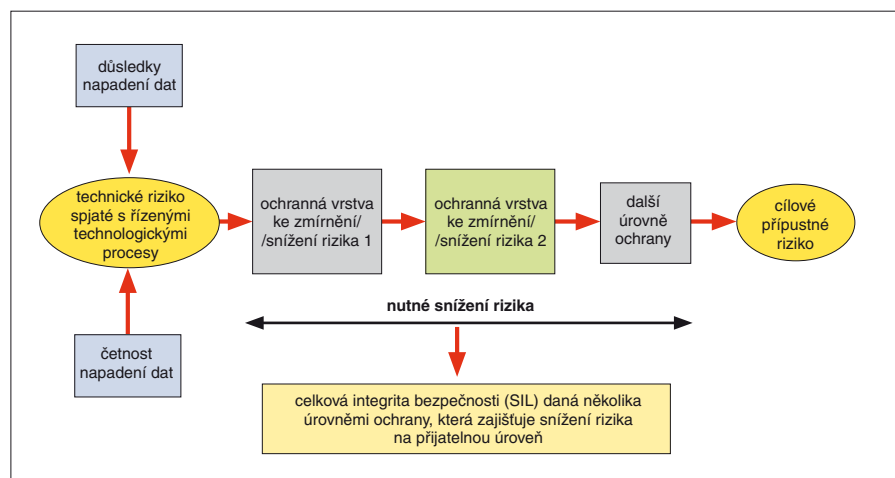 důsledky
napadení dat
technické riziko
spjaté s řízenými
technologickými
procesy
ochranná vrstva
ke zmírnění/
/snížení rizika 1
ochranná vrstva
ke zmírnění/
/snížení rizika 2
další
úrovně
ochrany
cílové
přípustné
riziko
nutné snížení rizika
četnost
napadení dat
celková integrita bezpečnosti (SIL) daná několika
úrovněmi ochrany, která zajišťuje snížení rizika
na přijatelnou úroveň